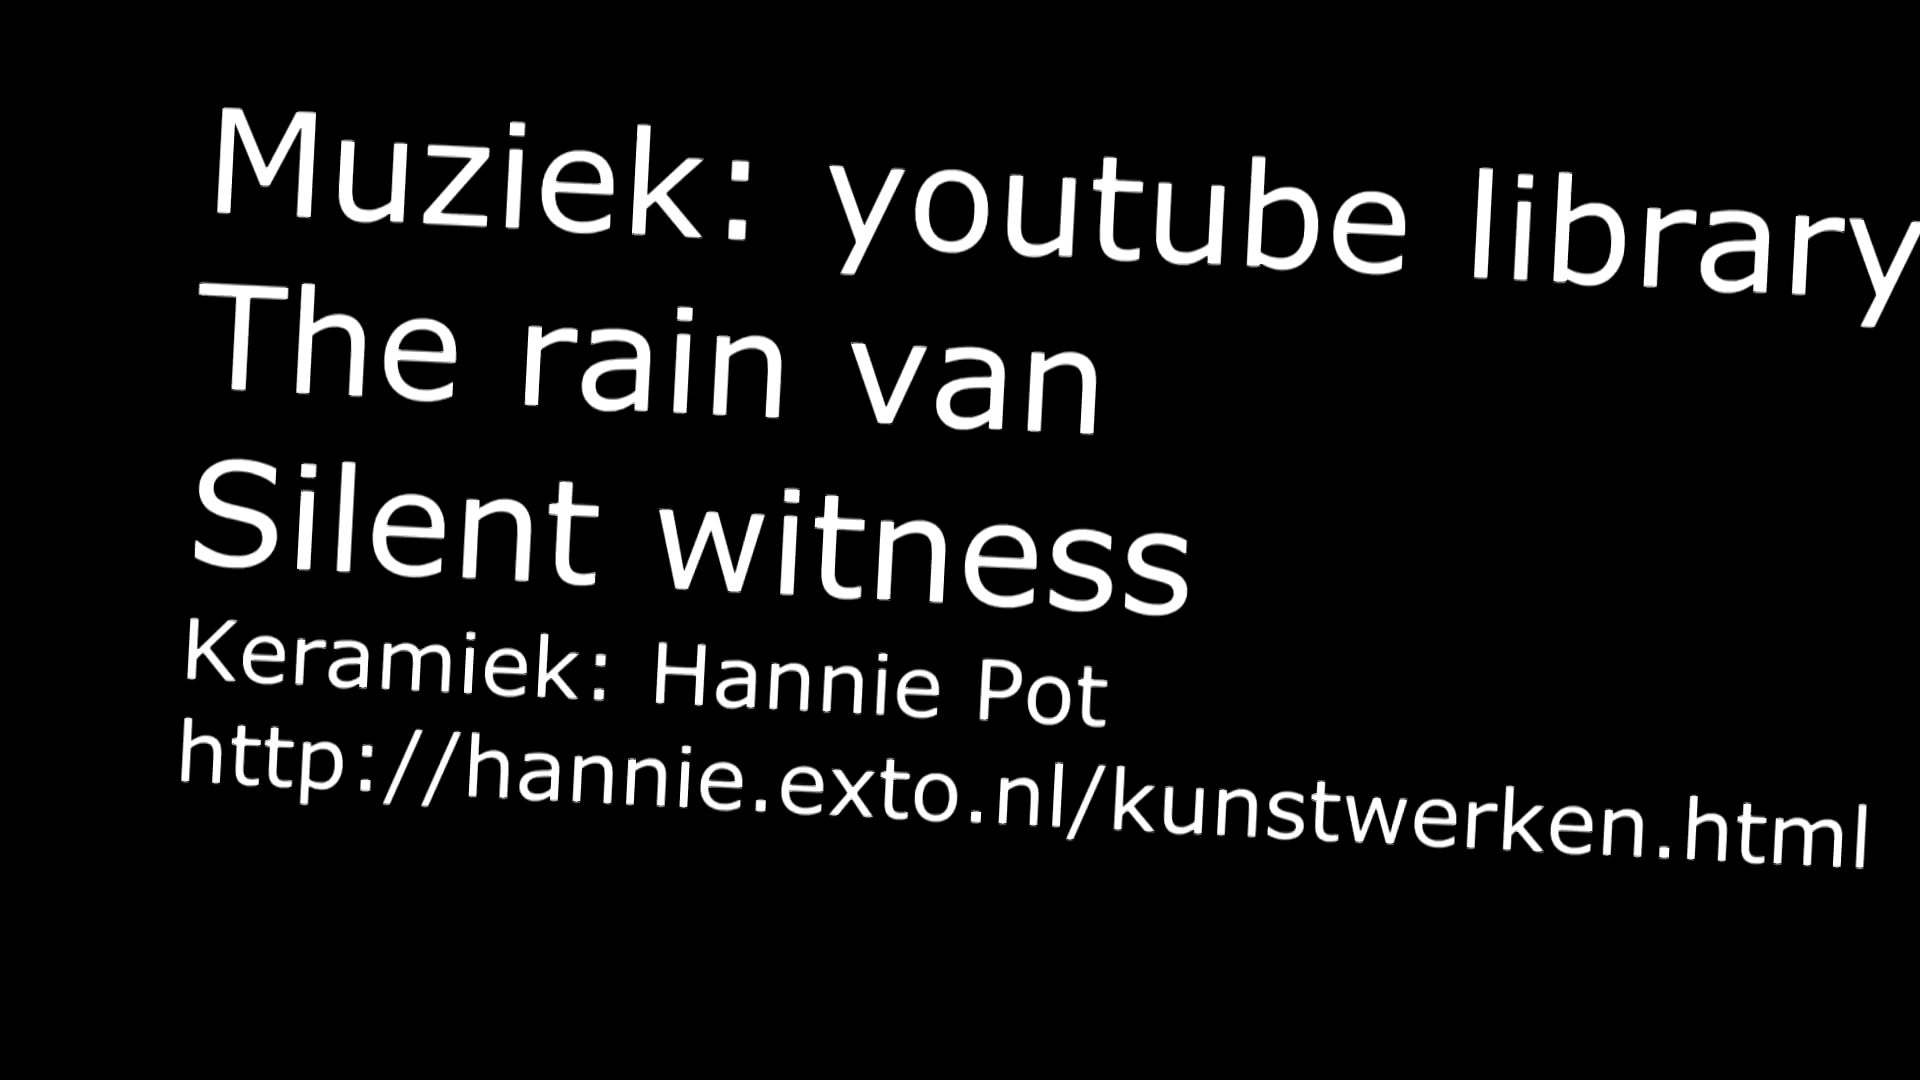 Muziek: youtube library
The rain van
Silent witness
Keramiek: Hannie Pot
http://hannie.exto.nl/kunstwerken.html